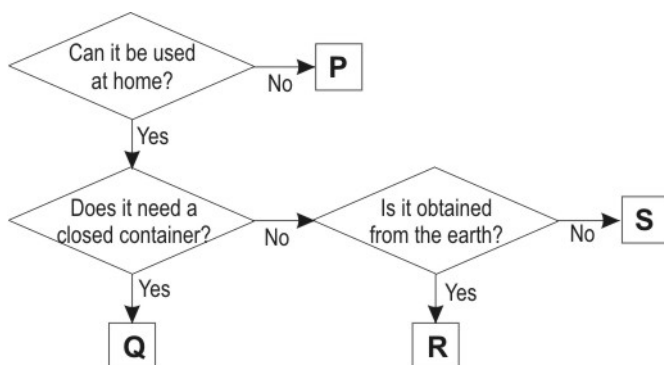 Can it be used
at home?
No
P
Yes
Does it need a
closed container?
No
Is it obtained
from the earth?
No
S
Yes
Q
Yes
R